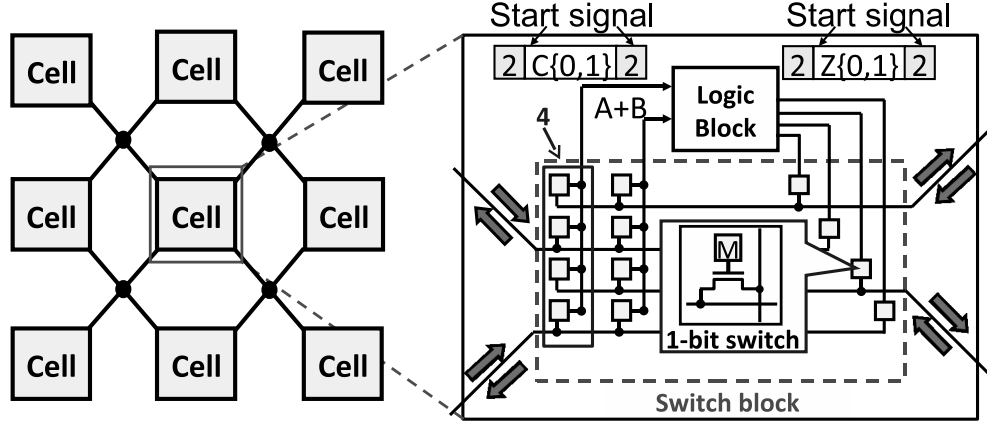 Start signal
Start signal
2 C{0,1} 2
2 Z{0,1} 2
Cell Cell Cell
Cell Cell Cell
Cell Cell Cell
Logic
Block
A+B
4
M
1-bit switch
Switch block